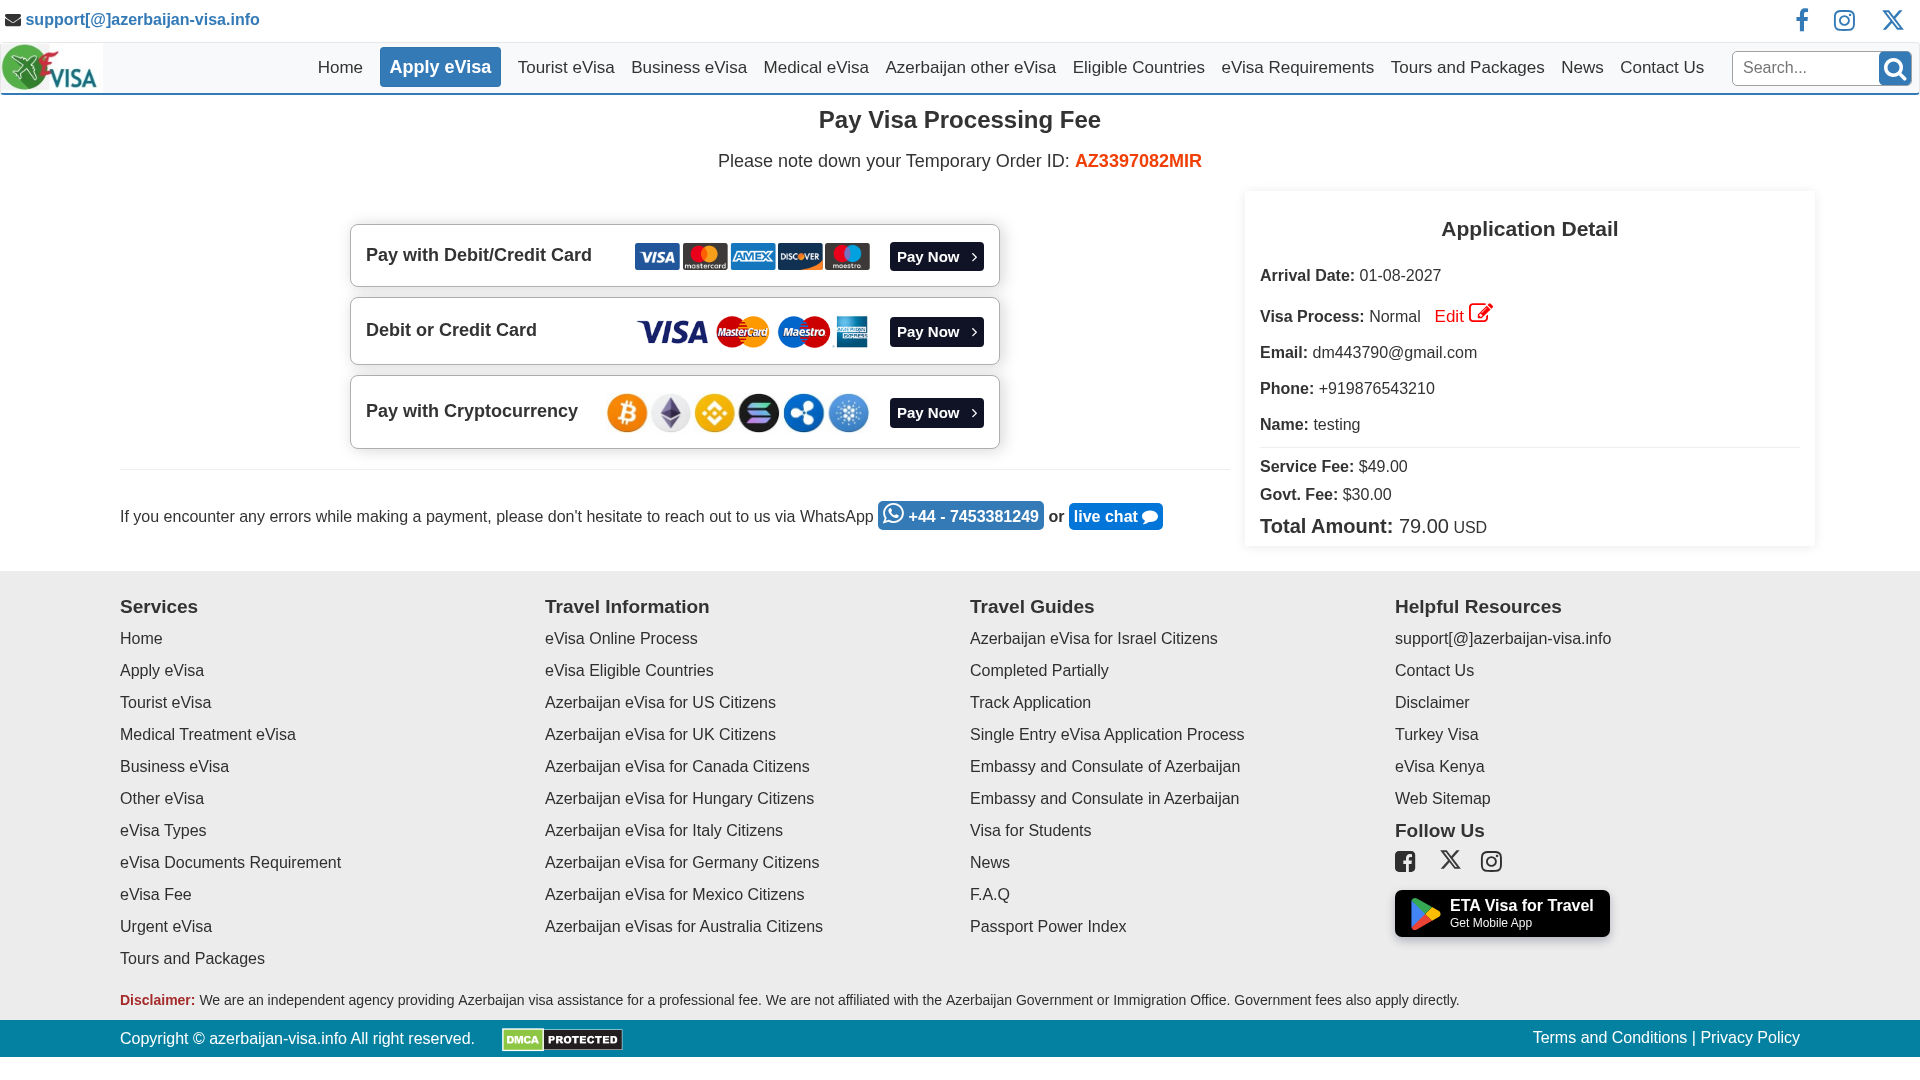 support[@]azerbaijan-visa.info
eVISA
Home Apply eVisa Tourist eVisa Business eVisa Medical eVisa Azerbaijan other eVisa Eligible Countries eVisa Requirements Tours and Packages News Contact Us Search...
Pay Visa Processing Fee
Please note down your Temporary Order ID: AZ3397082MIR
Pay with Debit/Credit Card VISA mastercard AMEX DISCOVER maestro Pay Now
Debit or Credit Card VISA MasterCard Maestro AMERICAN EXPRESS Pay Now
Pay with Cryptocurrency Pay Now
If you encounter any errors while making a payment, please don't hesitate to reach out to us via WhatsApp +44 - 7453381249 or live chat
Application Detail
Arrival Date: 01-08-2027
Visa Process: Normal Edit
Email: dm443790@gmail.com
Phone: +919876543210
Name: testing
Service Fee: $49.00
Govt. Fee: $30.00
Total Amount: 79.00 USD
Services
Home
Apply eVisa
Tourist eVisa
Medical Treatment eVisa
Business eVisa
Other eVisa
eVisa Types
eVisa Documents Requirement
eVisa Fee
Urgent eVisa
Tours and Packages
Travel Information
eVisa Online Process
eVisa Eligible Countries
Azerbaijan eVisa for US Citizens
Azerbaijan eVisa for UK Citizens
Azerbaijan eVisa for Canada Citizens
Azerbaijan eVisa for Hungary Citizens
Azerbaijan eVisa for Italy Citizens
Azerbaijan eVisa for Germany Citizens
Azerbaijan eVisa for Mexico Citizens
Azerbaijan eVisas for Australia Citizens
Travel Guides
Azerbaijan eVisa for Israel Citizens
Completed Partially
Track Application
Single Entry eVisa Application Process
Embassy and Consulate of Azerbaijan
Embassy and Consulate in Azerbaijan
Visa for Students
News
F.A.Q
Passport Power Index
Helpful Resources
support[@]azerbaijan-visa.info
Contact Us
Disclaimer
Turkey Visa
eVisa Kenya
Web Sitemap
Follow Us
ETA Visa for Travel
Get Mobile App
Disclaimer: We are an independent agency providing Azerbaijan visa assistance for a professional fee. We are not affiliated with the Azerbaijan Government or Immigration Office. Government fees also apply directly.
Copyright © azerbaijan-visa.info All right reserved. DMCA PROTECTED
Terms and Conditions | Privacy Policy